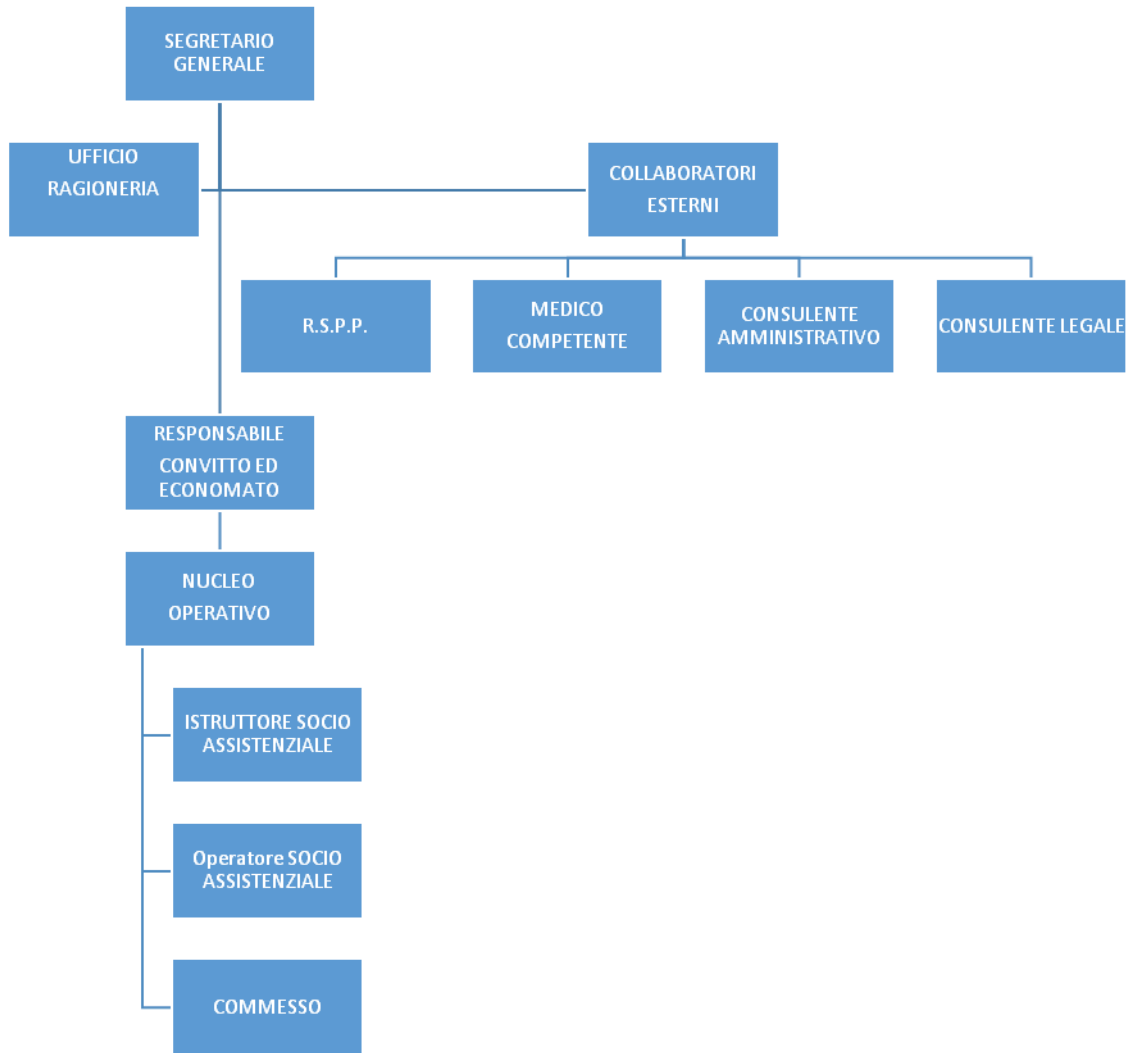 SEGRETARIO
GENERALE
UFFICIO
RAGIONERIA
COLLABORATORI
ESTERNI
R.S.P.P.
MEDICO
COMPETENTE
CONSULENTE
AMMINISTRATIVO
CONSULENTE LEGALE
RESPONSABILE
CONVITTO ED
ECONOMATO
NUCLEO
OPERATIVO
ISTRUTTORE SOCIO
ASSISTENZIALE
Operatore SOCIO
ASSISTENZIALE
COMMESSO